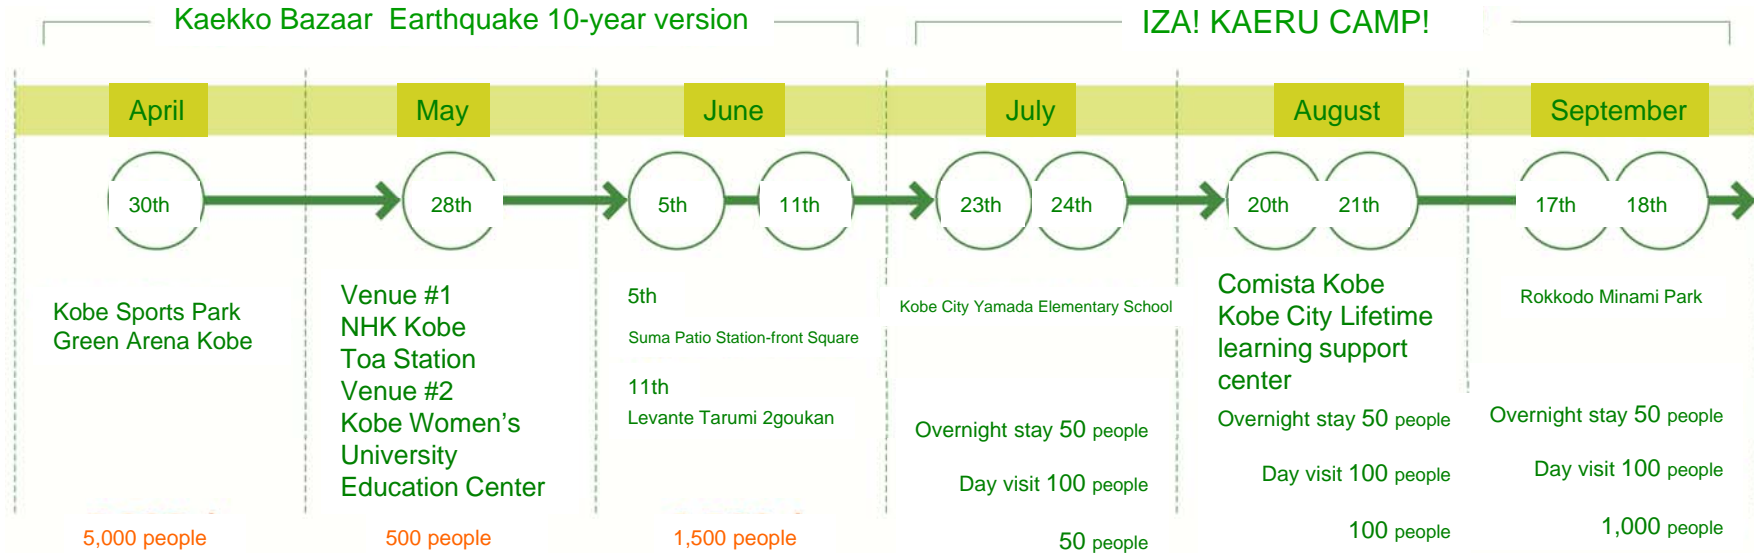 Kaekko Bazaar Earthquake 10-year version
IZA! KAERU CAMP!
April
May
June
July
August
September
30th
28th
5th
11th
23th
24th
20th
21th
17th
18th
Kobe Sports Park
Green Arena Kobe
5,000 people
Venue #1
NHK Kobe
Toa Station
Venue #2
Kobe Women's
University
Education Center
500 people
5th
Suma Patio Station-front Square
11th
Levante Tarumi 2goukan
1,500 people
Kobe City Yamada Elementary School
Overnight stay 50 people
Day visit 100 people
50 people
Comista Kobe
Kobe City Lifetime
learning support
center
Overnight stay 50 people
Day visit 100 people
100 people
Rokkodo Minami Park
Overnight stay 50 people
Day visit 100 people
1,000 people